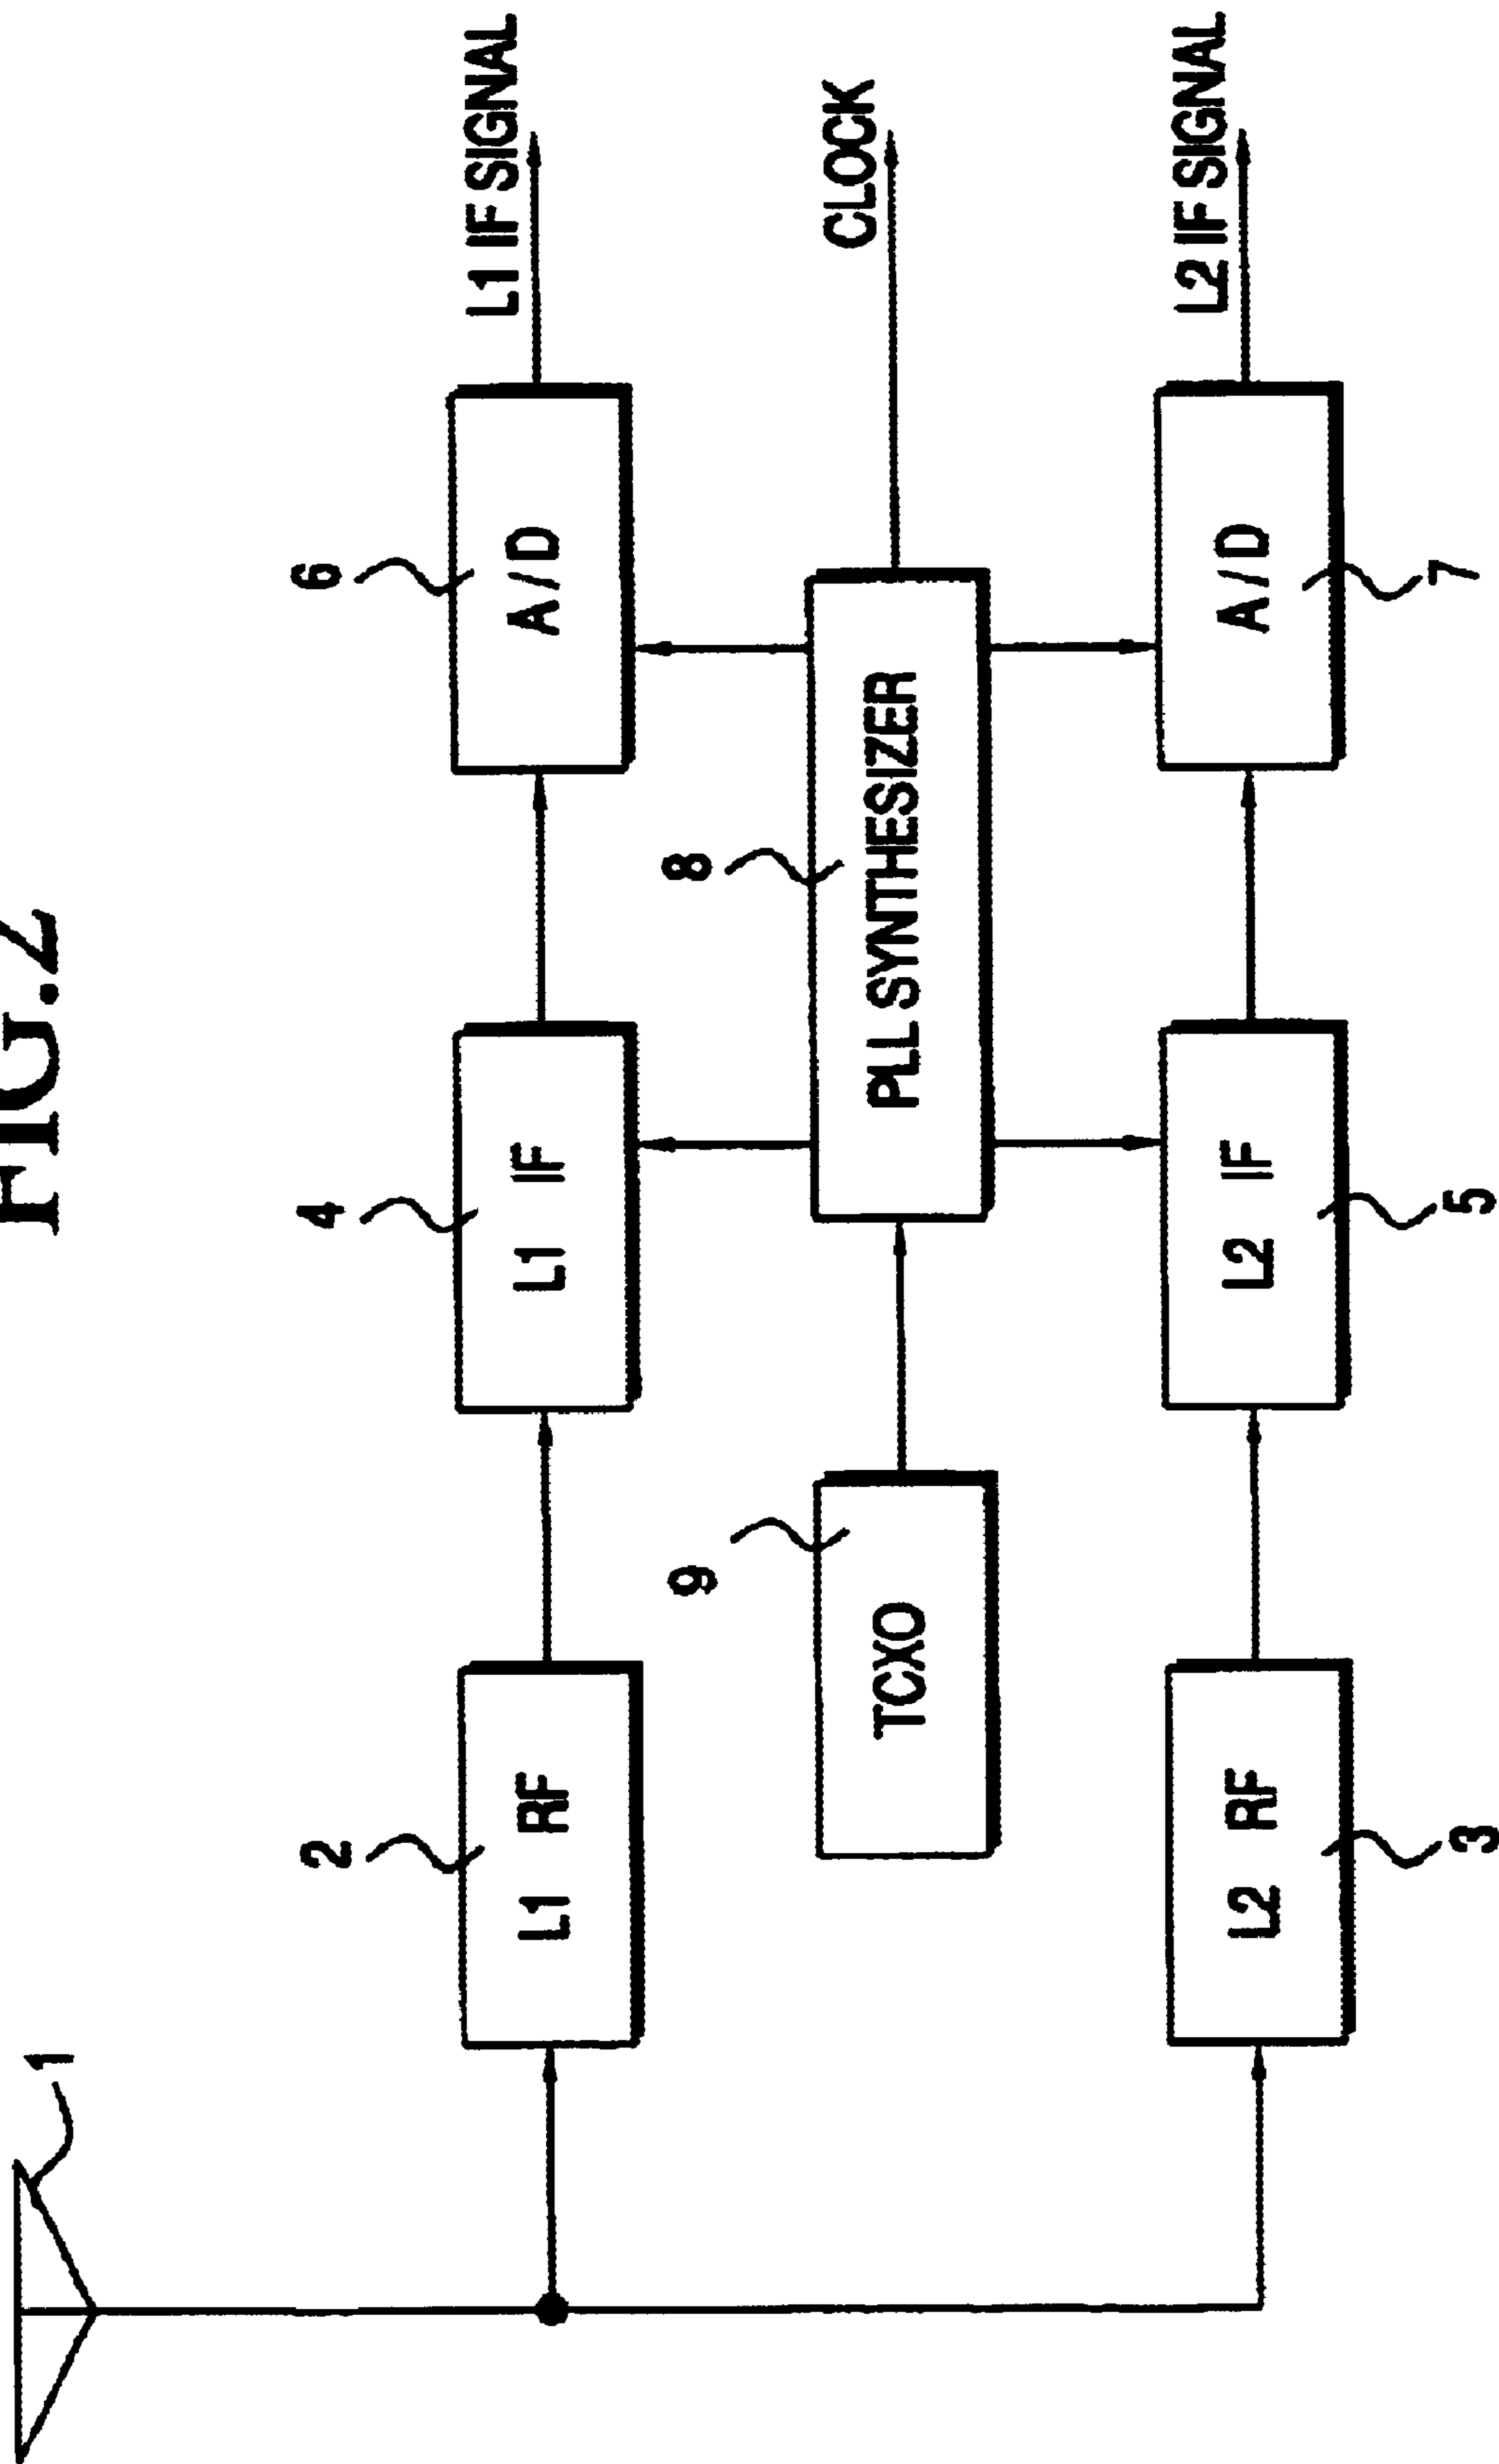 FIG.2
1
2
L1 RF
4
L1 IF
6
A/D
L1 IF SIGNAL
9
TCXO
8
PLL SYNTHESIZER
CLOCK
L2 RF
3
L2 IF
5
A/D
7
L2 IF SIGNAL